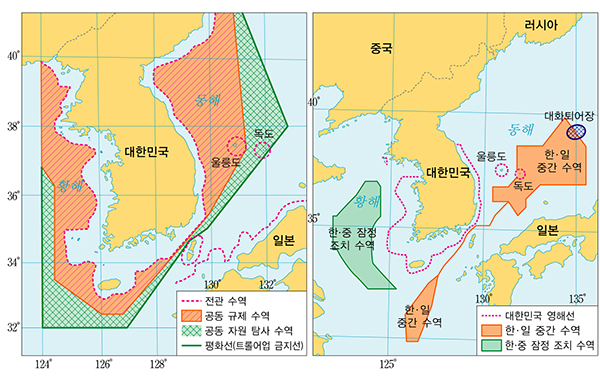 40°
38°
36°
34°
32°
124°
126°
128°
130°
132°
동해
독도
울릉도
대한민국
황해
일본
전관 수역
공동 규제 수역
공동 자원 탐사 수역
평화선(트롤어업 금지선)
러시아
중국
40°
35°
125°
130°
135°
대화퇴어장
동해
한·일
중간 수역
울릉도
독도
대한민국
황해
한·중 잠정
조치 수역
일본
한·일
중간 수역
대한민국 영해선
한·일 중간 수역
한·중 잠정 조치 수역